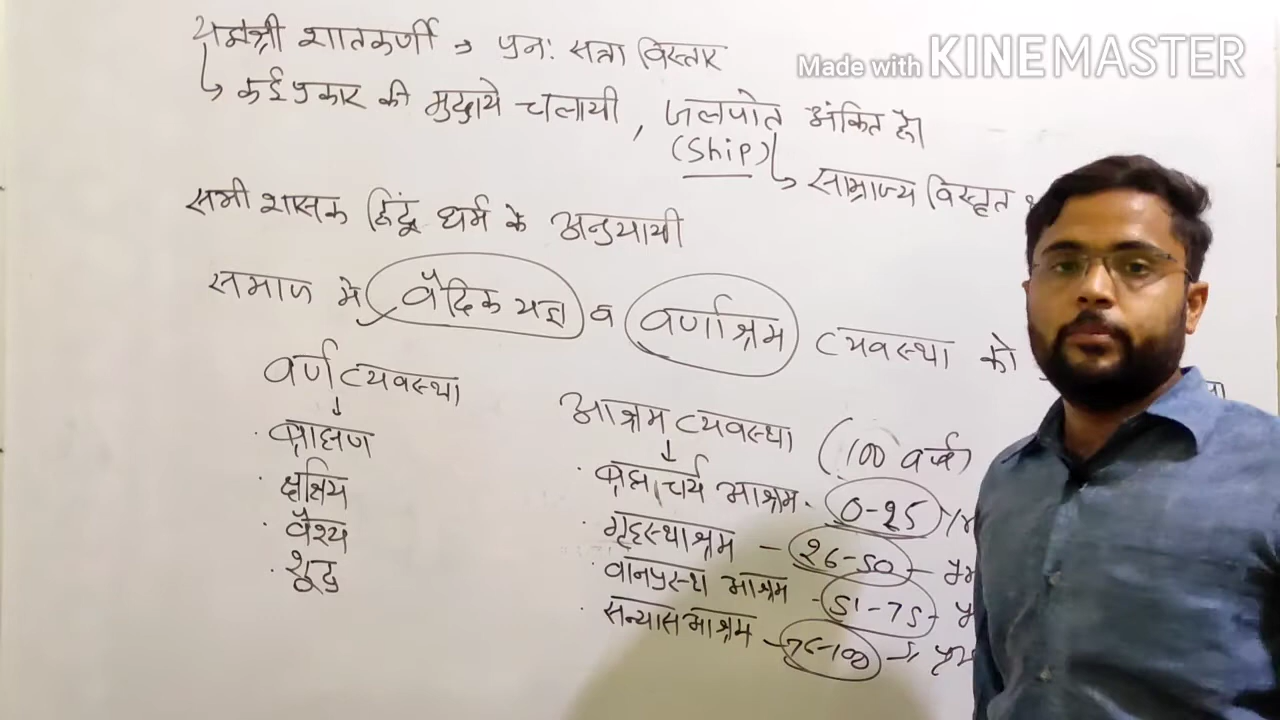 Made with KINEMASTER
यज्ञश्री शातकर्णी → पुनः सत्ता विस्तार
↳ कई प्रकार की मुद्राये चलायी, जलपोत अंकित है।
(Ship) ↳ साम्राज्य विस्तृत
सभी शासक हिंदू धर्म के अनुयायी
समाज मे वैदिक यज्ञ व वर्णाश्रम व्यवस्था को
वर्ण व्यवस्था
↓
· ब्राह्मण
· क्षत्रिय
· वैश्य
· शूद्र
आश्रम व्यवस्था (100 वर्ष)
↓
· ब्रह्मचर्य आश्रम - 0-25
· गृहस्थाश्रम - 26-50 -
· वानप्रस्थ आश्रम - 51-75 -
· सन्यास आश्रम - 76-100 →